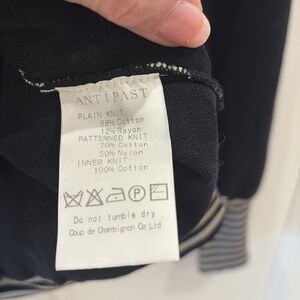 ANTIPAST
PLAIN KNIT:
88% Cotton
12% Rayon
PATTERNED KNIT:
70% Cotton
30% Nylon
INNER KNIT:
100% Cotton
P
Do not tumble dry
Coup de Champignon Co.,Ltd